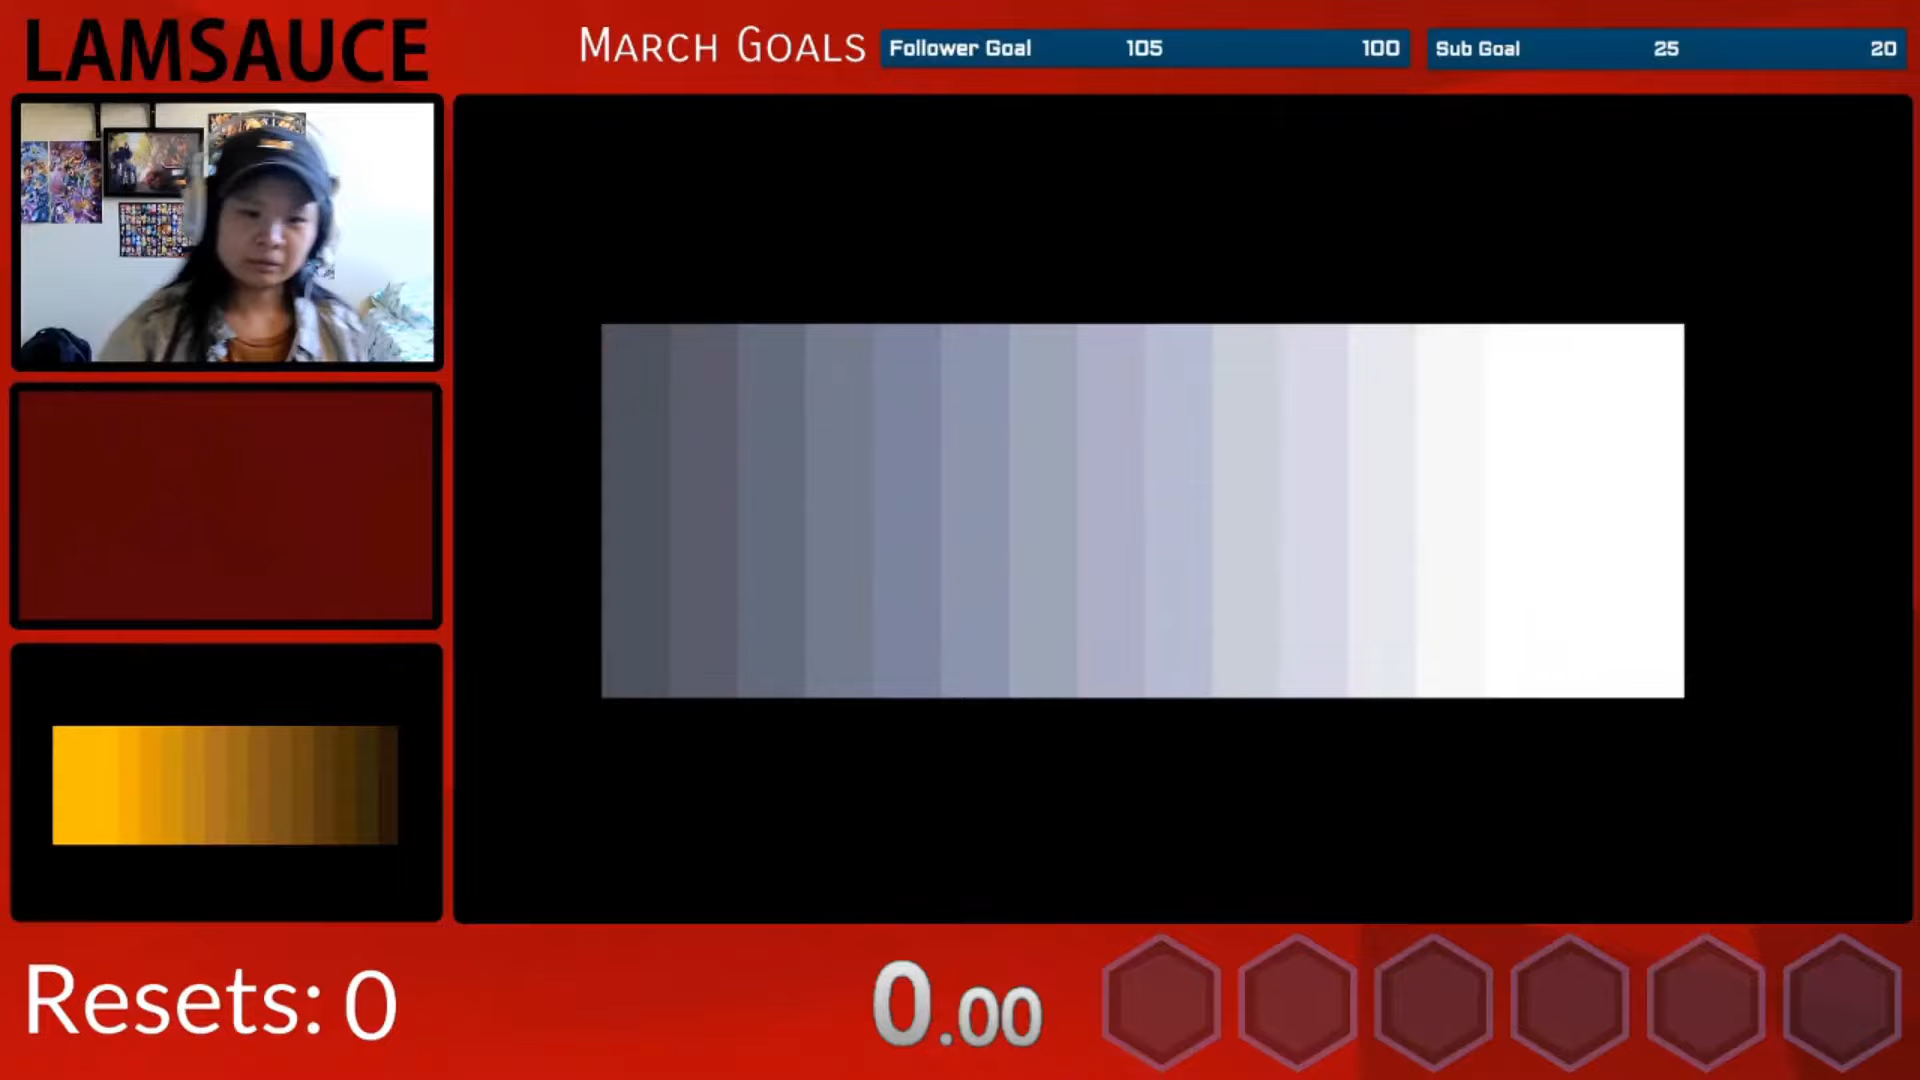 LAMSAUCE
MARCH GOALS
Follower Goal 105 100
Sub Goal 25 20
Resets: 0
0.00